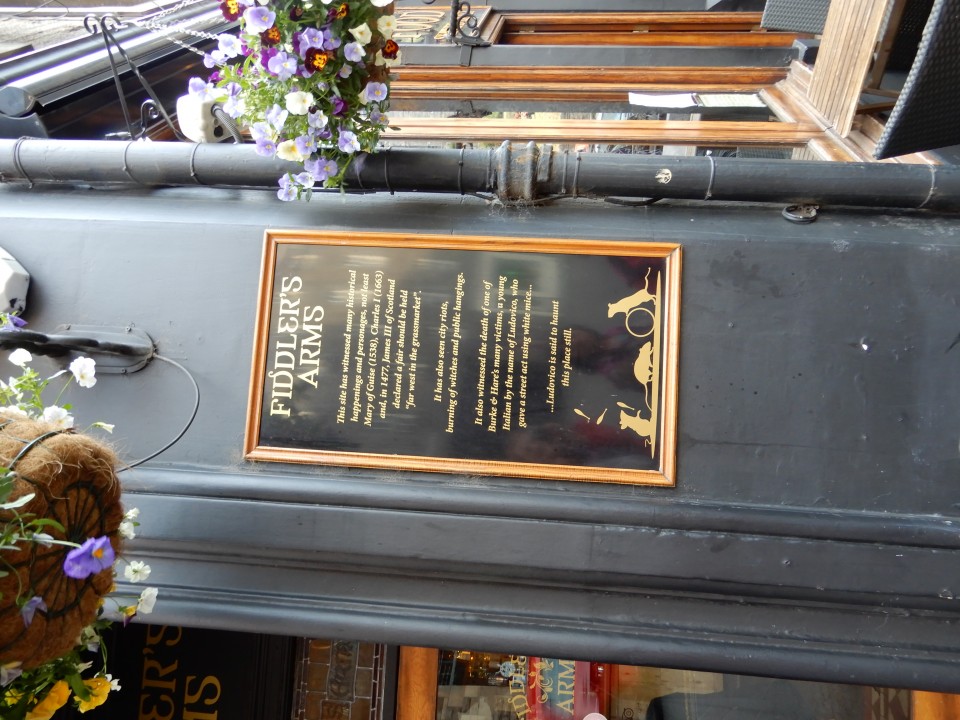 FIDDLER'S
ARMS
This site has witnessed many historical
happenings and personages, not least
Mary of Guise (1538), Charles I (1663)
and, in 1477, James III of Scotland
declared a fair should be held
"far west in the grassmarket".
It has also seen city riots,
burning of witches and public hangings.
It also witnessed the death of one of
Burke & Hare's many victims, a young
Italian by the name of Ludovico, who
gave a street act using white mice...
...Ludovico is said to haunt
this place still.